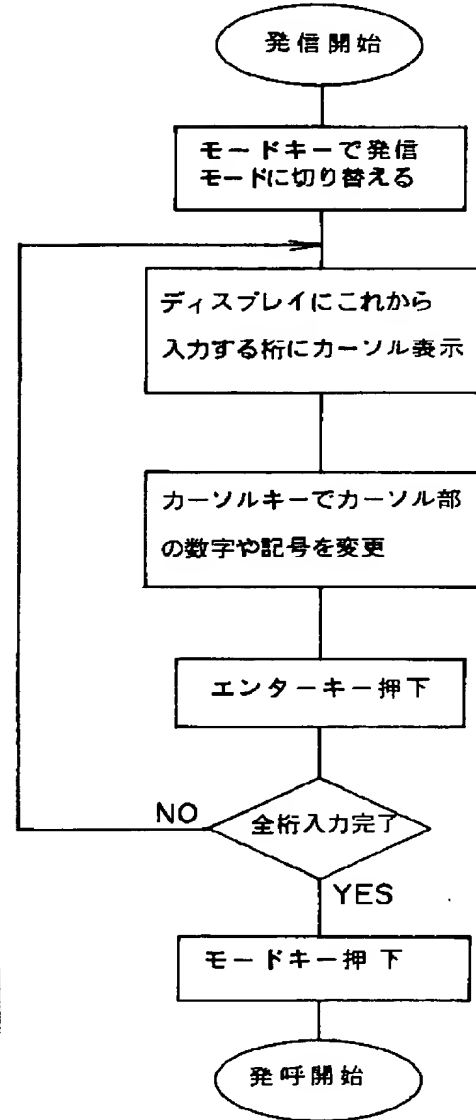 発信開始
モードキーで発信
モードに切り替える
ディスプレイにこれから
入力する桁にカーソル表示
カーソルキーでカーソル部
の数字や記号を変更
エンターキー押下
全桁入力完了
NO
YES
モードキー押下
発呼開始